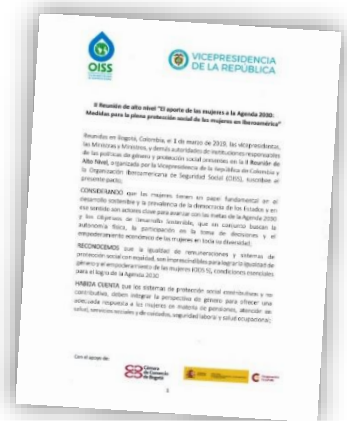 OISS
VICEPRESIDENCIA
DE LA REPÚBLICA
II Reunión de alto nivel "El aporte de las mujeres a la Agenda 2030:
Medidas para la plena protección social de las mujeres en Iberoamérica"
Reunidas en Bogotá, Colombia, el 8 de marzo de 2019, las vicepresidentas,
las Ministras y Ministros, y demás autoridades de instituciones responsables
de las políticas de género y protección social presentes en la II Reunión de
Alto Nivel, organizada por la Vicepresidencia de la República de Colombia y
la Organización Iberoamericana de Seguridad Social (OISS), suscriben el
presente pacto,
CONSIDERANDO que las mujeres tienen un papel fundamental en el
desarrollo sostenible y la prevalencia de la democracia de los Estados y en
ese sentido son actores clave para avanzar con las metas de la Agenda 2030
y los Objetivos de Desarrollo Sostenible, que en conjunto buscan la
autonomía física, la participación en la toma de decisiones y el
empoderamiento económico de las mujeres en toda su diversidad;
RECONOCEMOS que la igualdad de remuneraciones y sistemas de
protección social con equidad, son imprescindibles para lograr la igualdad de
género y el empoderamiento de las mujeres (ODS 5), condiciones esenciales
para el logro de la Agenda 2030
HABIDA CUENTA que los sistemas de protección social contributivos y no
contributivos, deben integrar la perspectiva de género para ofrecer una
adecuada respuesta a las mujeres en materia de pensiones, atención en
salud, servicios sociales y de cuidados, seguridad laboral y salud ocupacional;
Con el apoyo de:
Cámara
de Comercio
de Bogotá
1